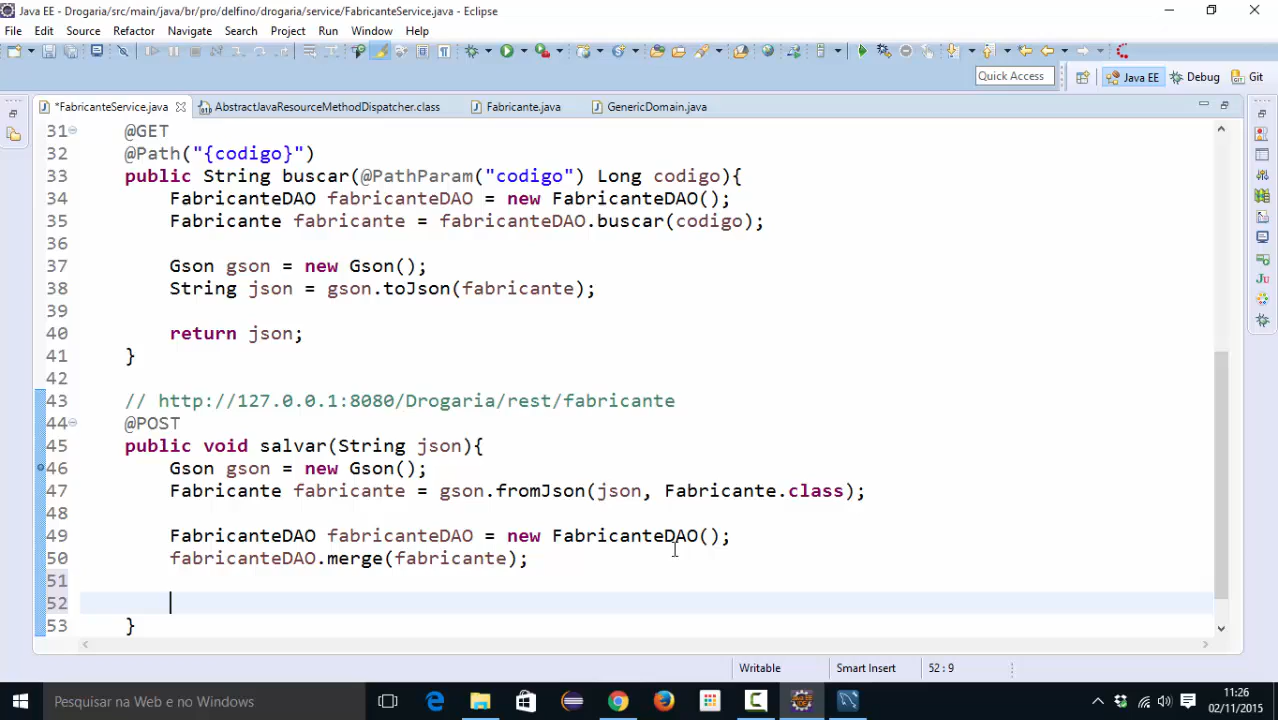 Java EE - Drogaria/src/main/java/br/pro/delfino/drogaria/service/FabricanteService.java - Eclipse
File Edit Source Refactor Navigate Search Project Run Window Help
Quick Access Java EE Debug Git
*FabricanteService.java AbstractJavaResourceMethodDispatcher.class Fabricante.java GenericDomain.java
31 @GET
32 @Path("{codigo}")
33 public String buscar(@PathParam("codigo") Long codigo){
34 FabricanteDAO fabricanteDAO = new FabricanteDAO();
35 Fabricante fabricante = fabricanteDAO.buscar(codigo);
36
37 Gson gson = new Gson();
38 String json = gson.toJson(fabricante);
39
40 return json;
41 }
42
43 // http://127.0.0.1:8080/Drogaria/rest/fabricante
44 @POST
45 public void salvar(String json){
46 Gson gson = new Gson();
47 Fabricante fabricante = gson.fromJson(json, Fabricante.class);
48
49 FabricanteDAO fabricanteDAO = new FabricanteDAO();
50 fabricanteDAO.merge(fabricante);
51
52
53 }
Writable Smart Insert 52 : 9
Pesquisar na Web e no Windows
11:26
02/11/2015